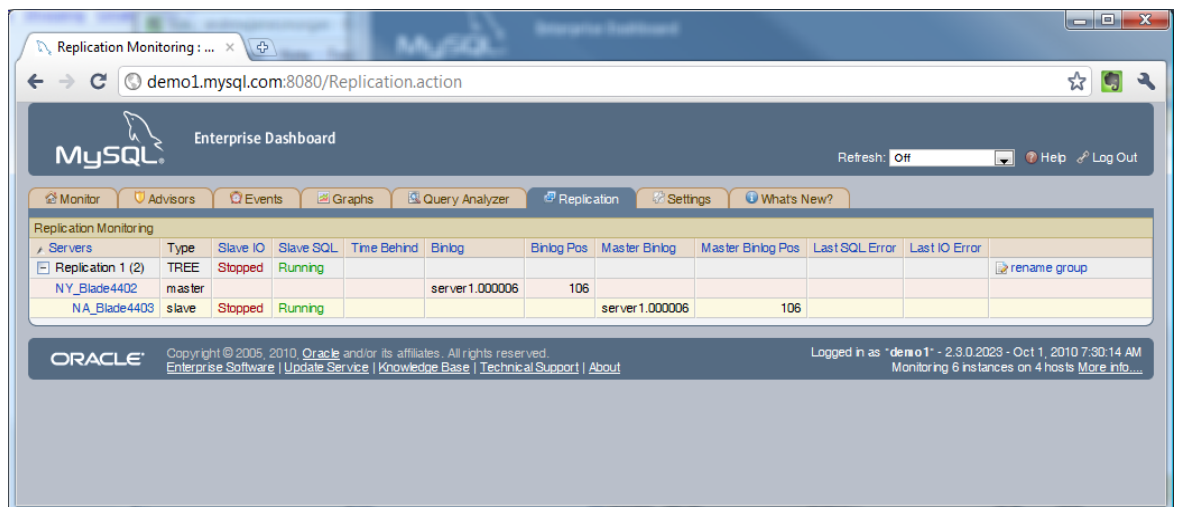 Replication Monitoring : ...
demo1.mysql.com:8080/Replication.action
MySQL Enterprise Dashboard
Refresh: Off Help Log Out
Monitor Advisors Events Graphs Query Analyzer Replication Settings What's New?
Replication Monitoring
Servers Type Slave IO Slave SQL Time Behind Binlog Binlog Pos Master Binlog Master Binlog Pos Last SQL Error Last IO Error
Replication 1 (2) TREE Stopped Running rename group
NY_Blade4402 master server1.000006 106
NA_Blade4403 slave Stopped Running server1.000006 106
ORACLE Copyright © 2005, 2010, Oracle and/or its affiliates. All rights reserved. Logged in as "demo1" - 2.3.0.2023 - Oct 1, 2010 7:30:14 AM
Enterprise Software | Update Service | Knowledge Base | Technical Support | About Monitoring 6 instances on 4 hosts More info....